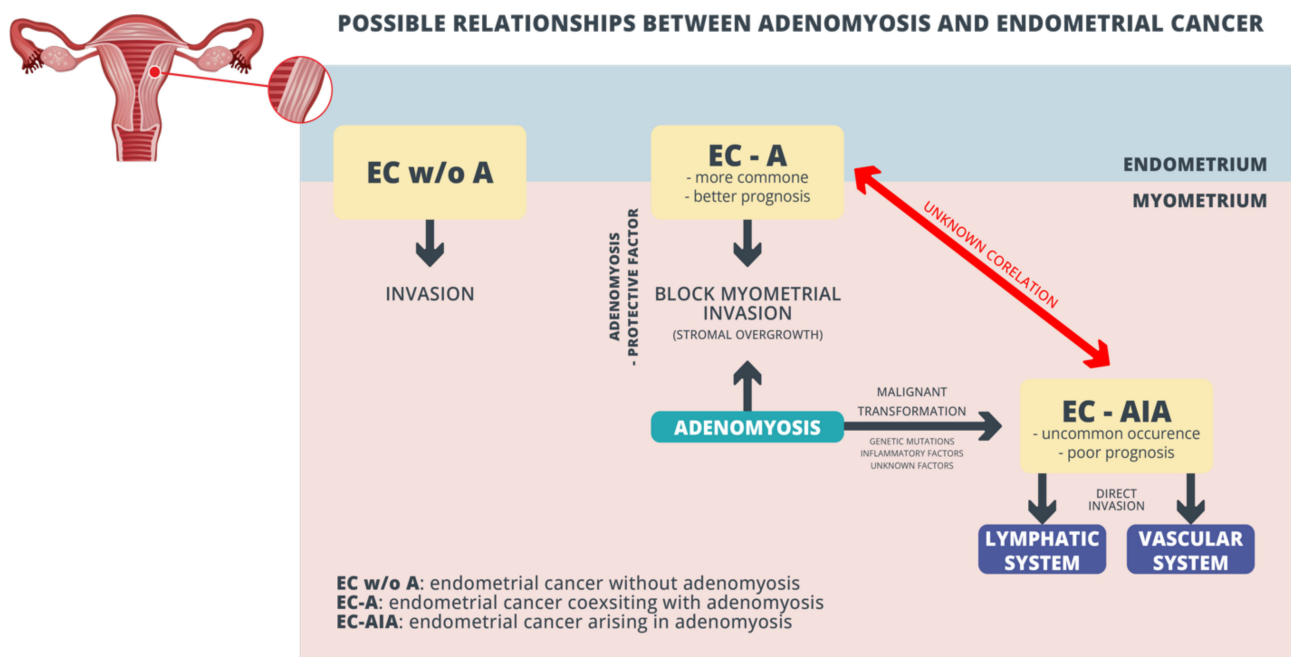 POSSIBLE RELATIONSHIPS BETWEEN ADENOMYOSIS AND ENDOMETRIAL CANCER
EC w/o A
EC - A
- more commone
- better prognosis
ENDOMETRIUM
MYOMETRIUM
INVASION
ADENOMYOSIS
- PROTECTIVE FACTOR
BLOCK MYOMETRIAL
INVASION
(STROMAL OVERGROWTH)
UNKNOWN CORELATION
ADENOMYOSIS
MALIGNANT
TRANSFORMATION
GENETIC MUTATIONS
INFLAMMATORY FACTORS
UNKNOWN FACTORS
EC - AIA
- uncommon occurence
- poor prognosis
DIRECT
INVASION
LYMPHATIC
SYSTEM
VASCULAR
SYSTEM
EC w/o A: endometrial cancer without adenomyosis
EC-A: endometrial cancer coexsiting with adenomyosis
EC-AIA: endometrial cancer arising in adenomyosis